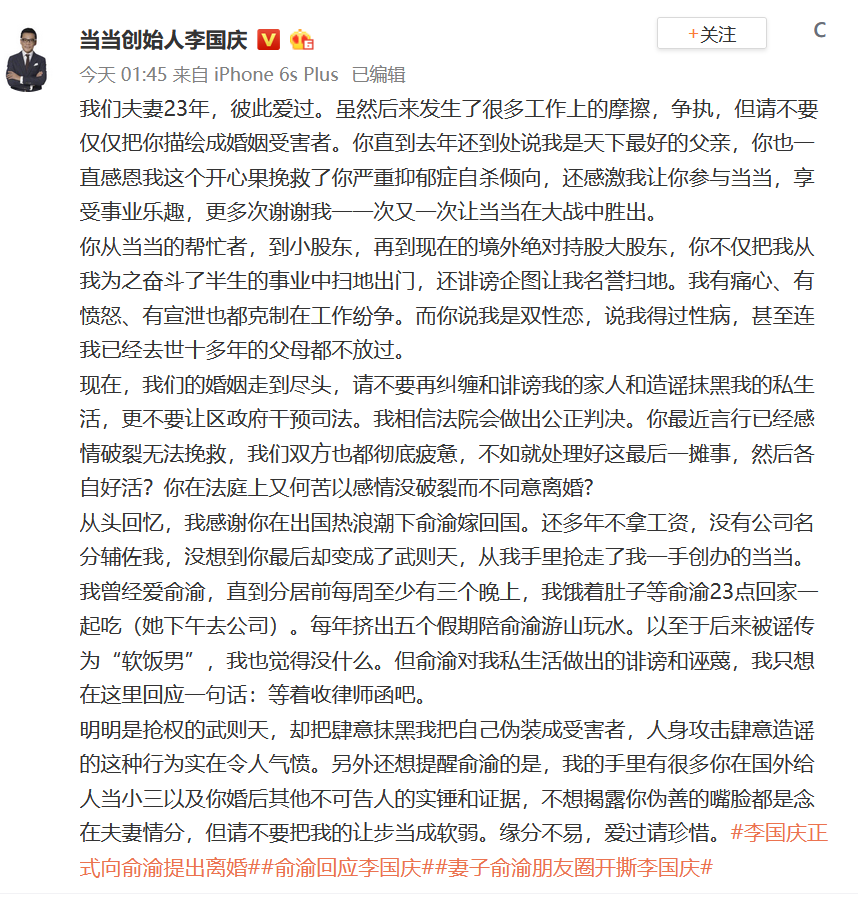 当当创始人李国庆
+关注
C
今天 01:45 来自 iPhone 6s Plus 已编辑
我们夫妻23年，彼此爱过。虽然后来发生了很多工作上的摩擦，争执，但请不要
仅仅把你描绘成婚姻受害者。你直到去年还到处说我是天下最好的父亲，你也一
直感恩我这个开心果挽救了你严重抑郁症自杀倾向，还感激我让你参与当当，享
受事业乐趣，更多次谢谢我一一次又一次让当当在大战中胜出。
你从当当的帮忙者，到小股东，再到现在的境外绝对持股大股东，你不仅把我从
我为之奋斗了半生的事业中扫地出门，还诽谤企图让我名誉扫地。我有痛心、有
愤怒、有宣泄也都克制在工作纷争。而你说我是双性恋，说我得过性病，甚至连
我已经去世十多年的父母都不放过。
现在，我们的婚姻走到尽头，请不要再纠缠和诽谤我的家人和造谣抹黑我的私生
活，更不要让区政府干预司法。我相信法院会做出公正判决。你最近言行已经感
情破裂无法挽救，我们双方也都彻底疲惫，不如就处理好这最后一摊事，然后各
自好活？你在法庭上又何苦以感情没破裂而不同意离婚？
从头回忆，我感谢你在出国热浪潮下俞渝嫁回国。还多年不拿工资，没有公司名
分辅佐我，没想到你最后却变成了武则天，从我手里抢走了我一手创办的当当。
我曾经爱俞渝，直到分居前每周至少有三个晚上，我饿着肚子等俞渝23点回家一
起吃（她下午去公司）。每年挤出五个假期陪俞渝游山玩水。以至于后来被谣传
为“软饭男”，我也觉得没什么。但俞渝对我私生活做出的诽谤和诬蔑，我只想
在这里回应一句话：等着收律师函吧。
明明是抢权的武则天，却把肆意抹黑我把自己伪装成受害者，人身攻击肆意造谣
的这种行为实在令人气愤。另外还想提醒俞渝的是，我的手里有很多你在国外给
人当小三以及你婚后其他不可告人的实锤和证据，不想揭露你伪善的嘴脸都是念
在夫妻情分，但请不要把我的让步当成软弱。缘分不易，爱过请珍惜。#李国庆正
式向俞渝提出离婚##俞渝回应李国庆##妻子俞渝朋友圈开撕李国庆#